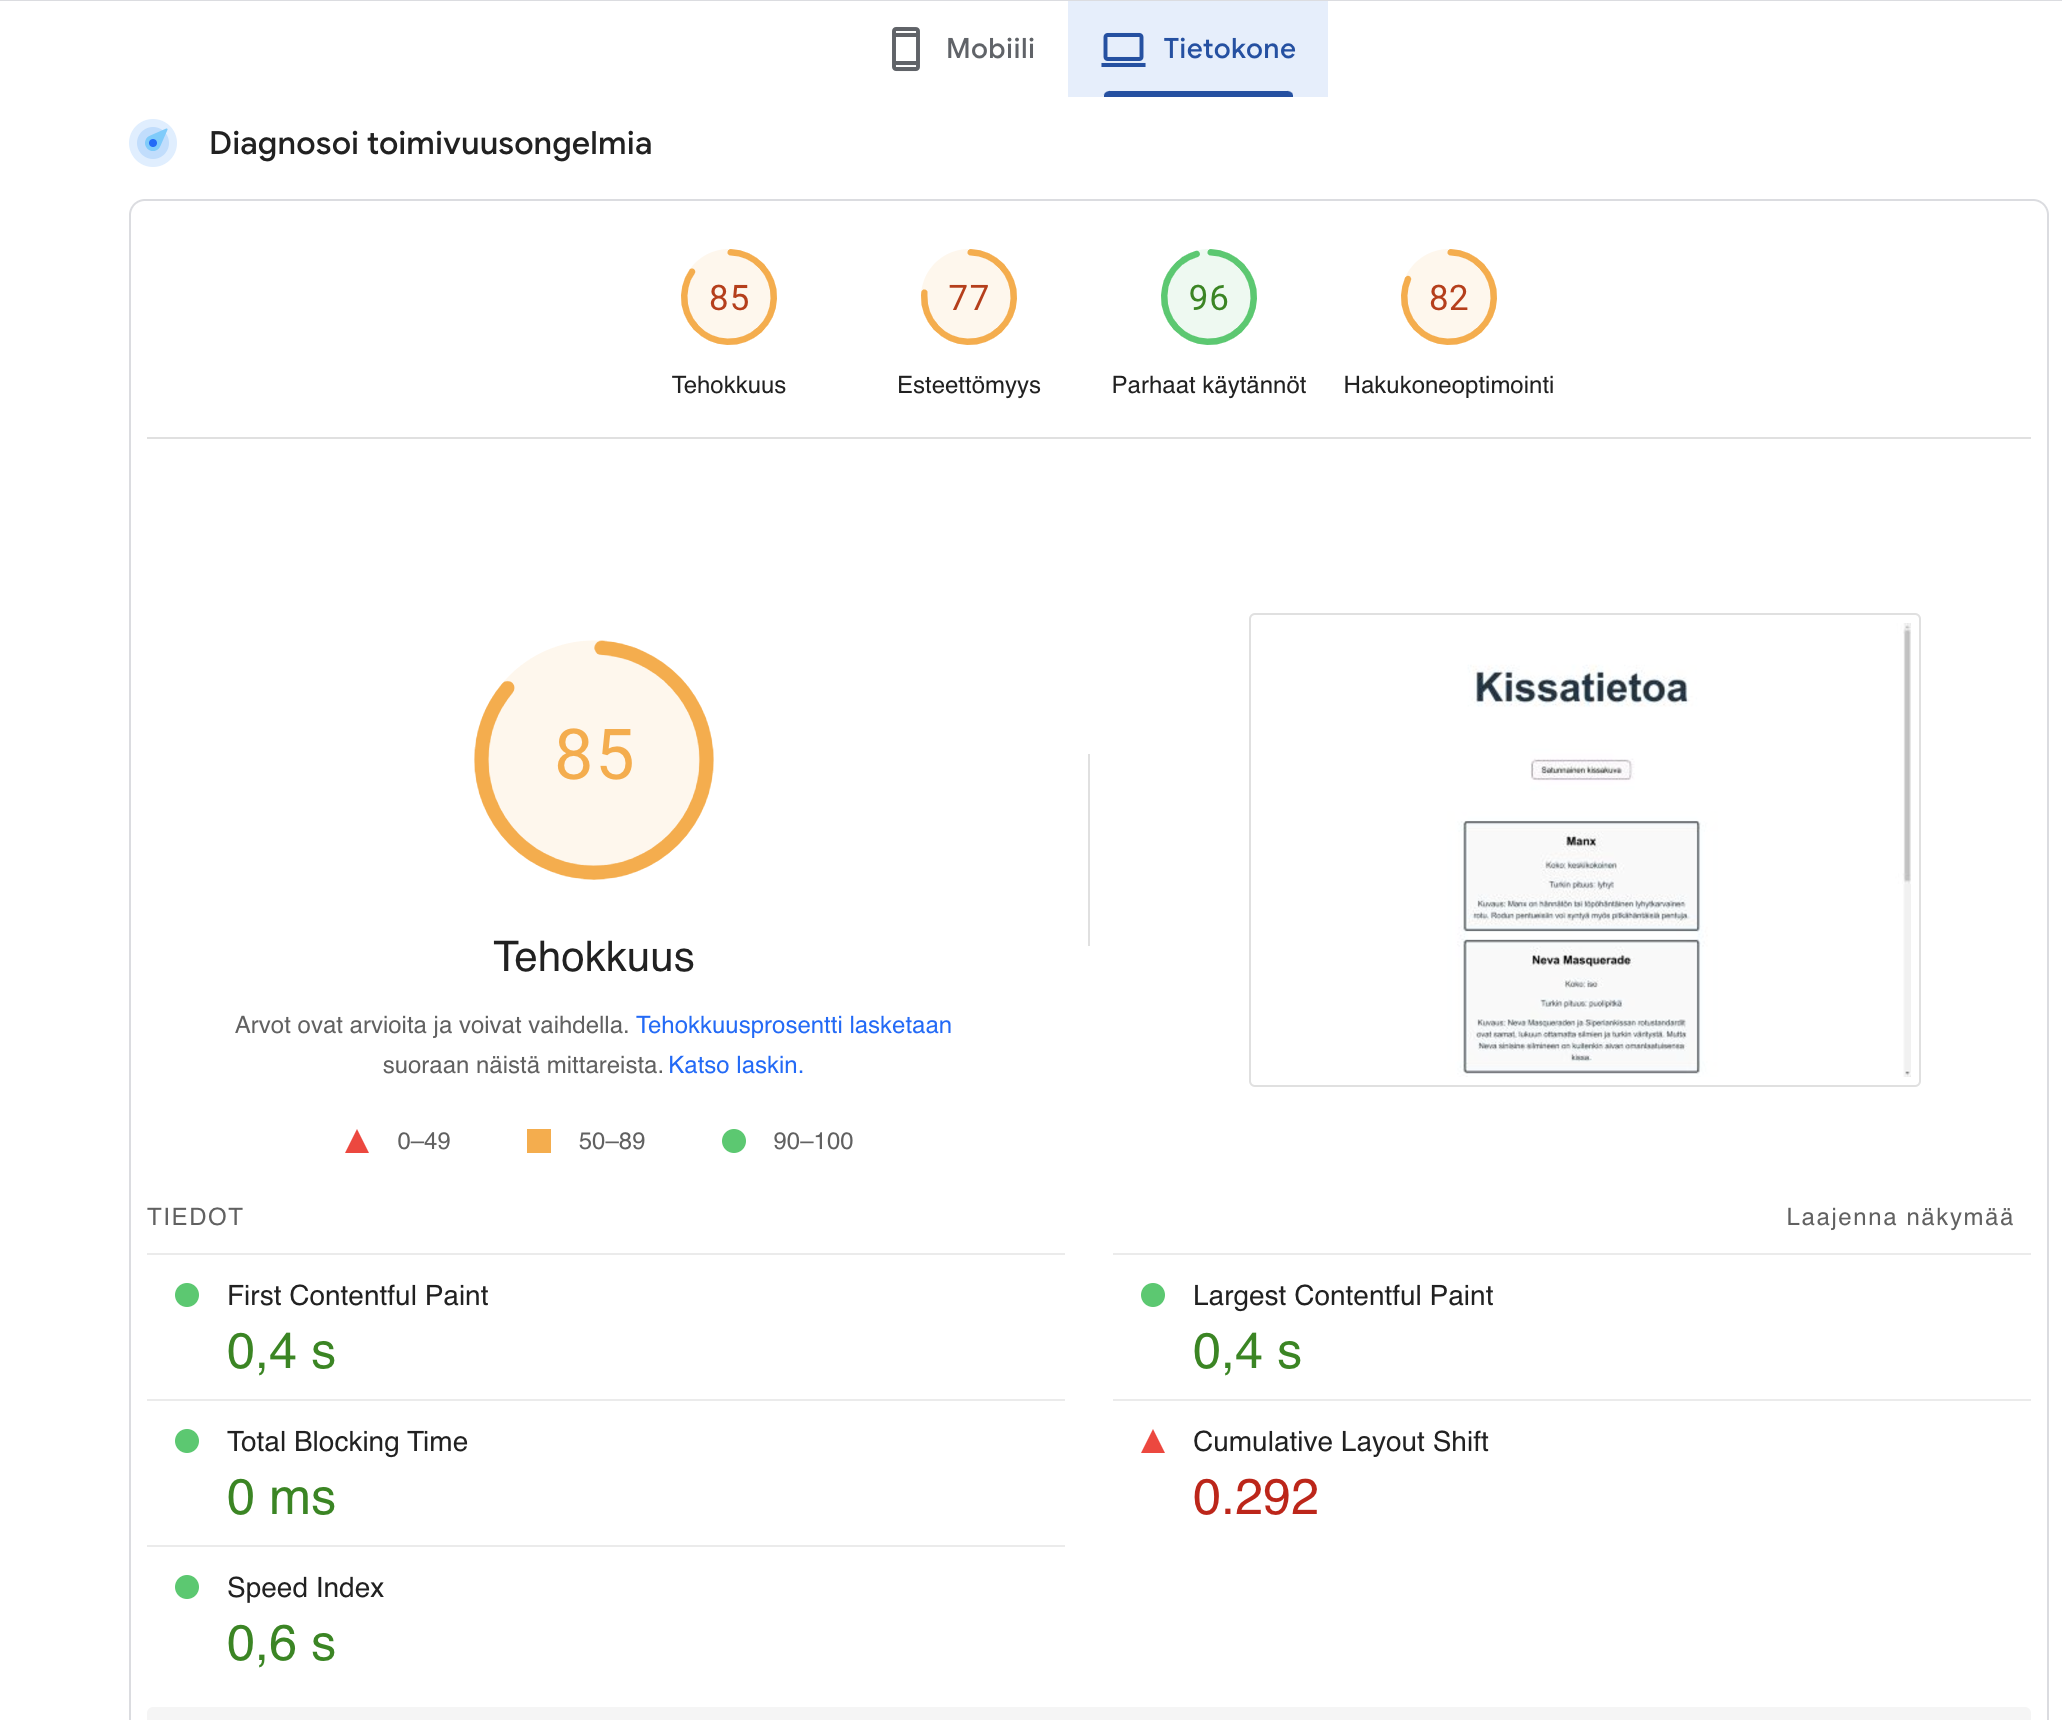 Mobiili
Tietokone
Diagnosoi toimivuusongelmia
85
77
96
82
Tehokkuus
Esteettömyys
Parhaat käytännöt
Hakukoneoptimointi
85
Tehokkuus
Arvot ovat arvioita ja voivat vaihdella. Tehokkuusprosentti lasketaan
suoraan näistä mittareista. Katso laskin.
0–49
50–89
90–100
Kissatietoa
Satunnainen kissakuva
Manx
Koko: keskikokoinen
Turkin pituus: lyhyt
Kuvaus: Manx on hännätön tai töpöhäntäinen lyhytkarvainen
rotu. Rodun pentueisiin voi syntyä myös pitkähäntäisiä pentuja.
Neva Masquerade
Koko: iso
Turkin pituus: puolipitkä
Kuvaus: Neva Masqueraden ja Siperiankissan rotustandardit
ovat samat, lukuun ottamatta silmien ja turkin väritystä. Mutta
Neva sinisine silmineen on kuitenkin aivan omanlaatuisensa
kissa.
TIEDOT
Laajenna näkymää
First Contentful Paint
0,4 s
Largest Contentful Paint
0,4 s
Total Blocking Time
0 ms
Cumulative Layout Shift
0.292
Speed Index
0,6 s